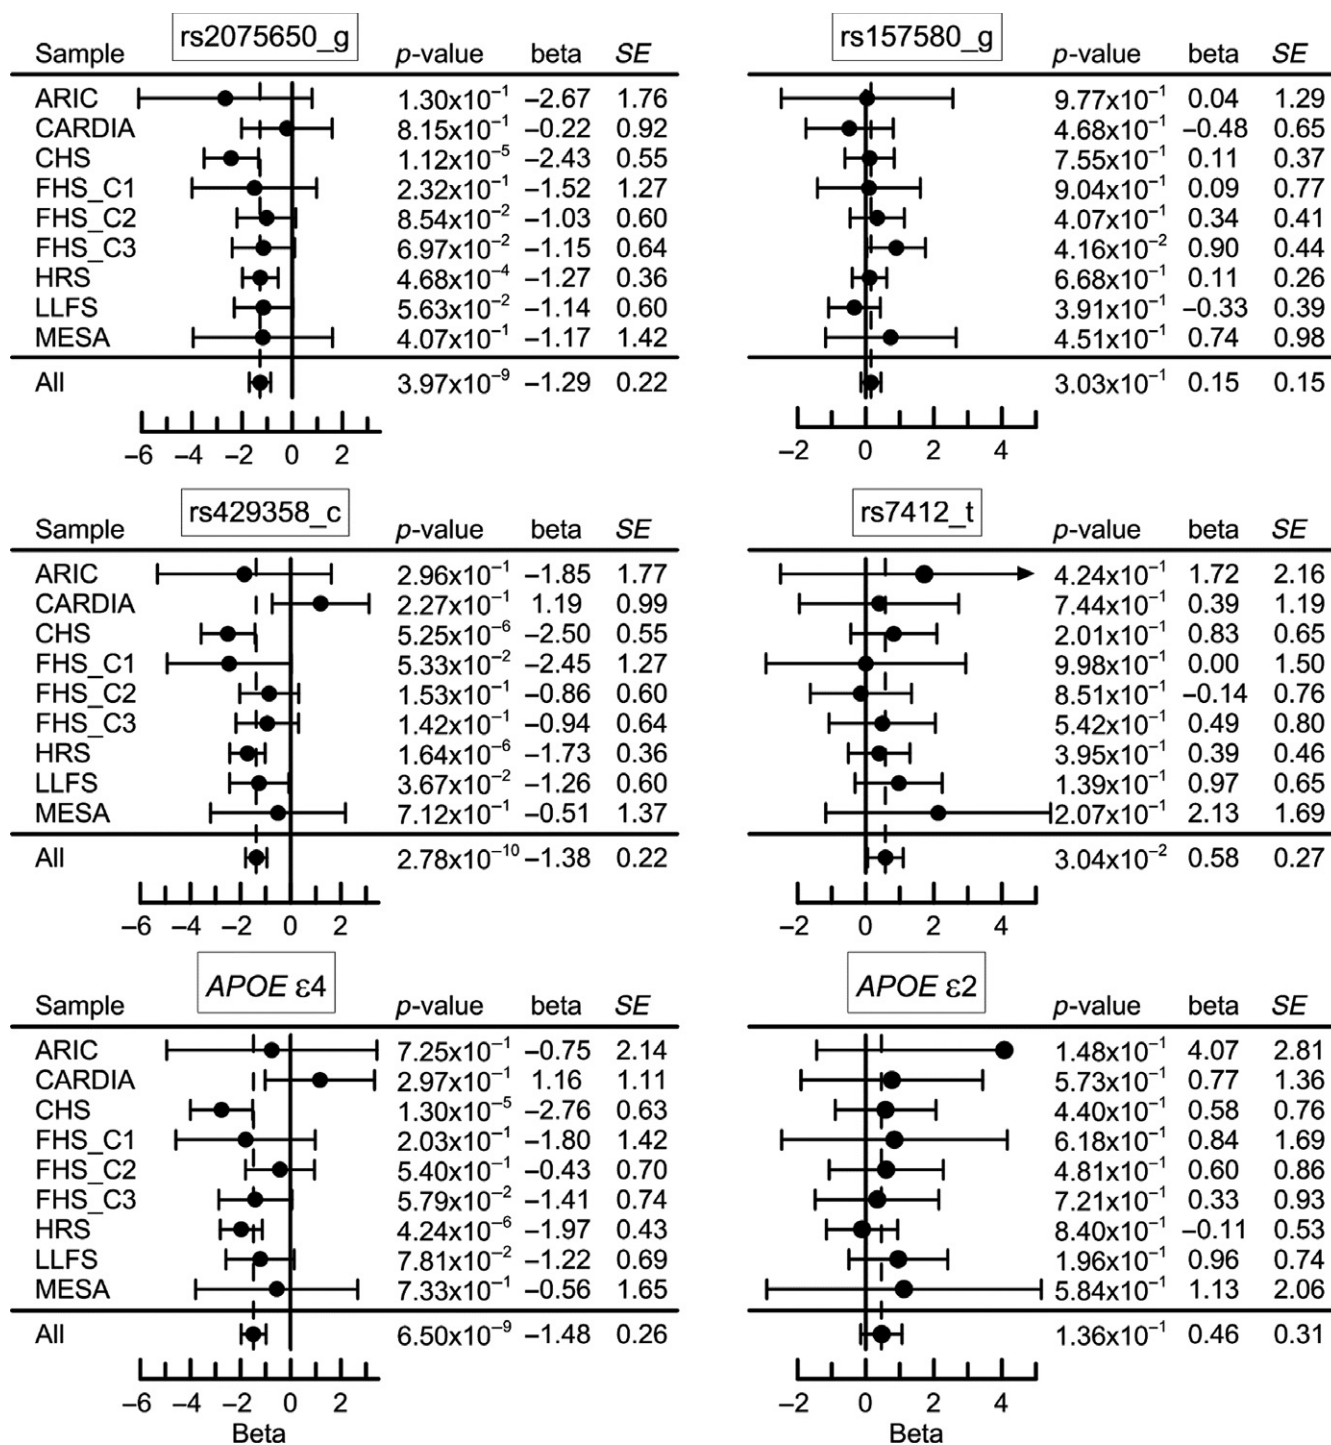 rs2075650_g
Sample p-value beta SE
ARIC 1.30x10⁻¹ −2.67 1.76
CARDIA 8.15x10⁻¹ −0.22 0.92
CHS 1.12x10⁻⁵ −2.43 0.55
FHS_C1 2.32x10⁻¹ −1.52 1.27
FHS_C2 8.54x10⁻² −1.03 0.60
FHS_C3 6.97x10⁻² −1.15 0.64
HRS 4.68x10⁻⁴ −1.27 0.36
LLFS 5.63x10⁻² −1.14 0.60
MESA 4.07x10⁻¹ −1.17 1.42
All 3.97x10⁻⁹ −1.29 0.22
−6 −4 −2 0 2
rs157580_g
p-value beta SE
9.77x10⁻¹ 0.04 1.29
4.68x10⁻¹ −0.48 0.65
7.55x10⁻¹ 0.11 0.37
9.04x10⁻¹ 0.09 0.77
4.07x10⁻¹ 0.34 0.41
4.16x10⁻² 0.90 0.44
6.68x10⁻¹ 0.11 0.26
3.91x10⁻¹ −0.33 0.39
4.51x10⁻¹ 0.74 0.98
3.03x10⁻¹ 0.15 0.15
−2 0 2 4
rs429358_c
Sample p-value beta SE
ARIC 2.96x10⁻¹ −1.85 1.77
CARDIA 2.27x10⁻¹ 1.19 0.99
CHS 5.25x10⁻⁶ −2.50 0.55
FHS_C1 5.33x10⁻² −2.45 1.27
FHS_C2 1.53x10⁻¹ −0.86 0.60
FHS_C3 1.42x10⁻¹ −0.94 0.64
HRS 1.64x10⁻⁶ −1.73 0.36
LLFS 3.67x10⁻² −1.26 0.60
MESA 7.12x10⁻¹ −0.51 1.37
All 2.78x10⁻¹⁰ −1.38 0.22
−6 −4 −2 0 2
rs7412_t
p-value beta SE
4.24x10⁻¹ 1.72 2.16
7.44x10⁻¹ 0.39 1.19
2.01x10⁻¹ 0.83 0.65
9.98x10⁻¹ 0.00 1.50
8.51x10⁻¹ −0.14 0.76
5.42x10⁻¹ 0.49 0.80
3.95x10⁻¹ 0.39 0.46
1.39x10⁻¹ 0.97 0.65
2.07x10⁻¹ 2.13 1.69
3.04x10⁻² 0.58 0.27
−2 0 2 4
APOE ε4
Sample p-value beta SE
ARIC 7.25x10⁻¹ −0.75 2.14
CARDIA 2.97x10⁻¹ 1.16 1.11
CHS 1.30x10⁻⁵ −2.76 0.63
FHS_C1 2.03x10⁻¹ −1.80 1.42
FHS_C2 5.40x10⁻¹ −0.43 0.70
FHS_C3 5.79x10⁻² −1.41 0.74
HRS 4.24x10⁻⁶ −1.97 0.43
LLFS 7.81x10⁻² −1.22 0.69
MESA 7.33x10⁻¹ −0.56 1.65
All 6.50x10⁻⁹ −1.48 0.26
−6 −4 −2 0 2
Beta
APOE ε2
p-value beta SE
1.48x10⁻¹ 4.07 2.81
5.73x10⁻¹ 0.77 1.36
4.40x10⁻¹ 0.58 0.76
6.18x10⁻¹ 0.84 1.69
4.81x10⁻¹ 0.60 0.86
7.21x10⁻¹ 0.33 0.93
8.40x10⁻¹ −0.11 0.53
1.96x10⁻¹ 0.96 0.74
5.84x10⁻¹ 1.13 2.06
1.36x10⁻¹ 0.46 0.31
−2 0 2 4
Beta